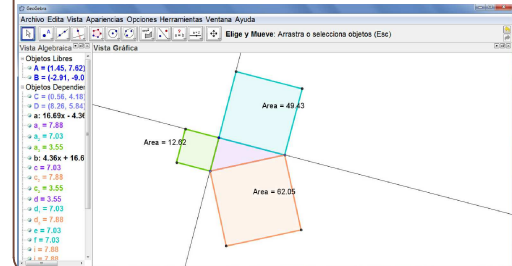 GeoGebra
Archivo Edita Vista Apariencias Opciones Herramientas Ventana Ayuda
Elige y Mueve: Arrastra o selecciona objetos (Esc)
Vista Algebraica
Vista Gráfica
Objetos Libres
A = (1.45, 7.62)
B = (-2.91, -9.0
Objetos Dependien
C = (0.56, 4.18)
D = (8.26, 5.84)
a: 16.69x - 4.36
a₁ = 7.88
a₂ = 7.03
a₃ = 3.55
b: 4.36x + 16.6
c = 7.03
c₁ = 7.88
c₂ = 3.55
d = 3.55
d₁ = 7.03
d₂ = 7.88
e = 7.03
f = 7.03
i = 7.88
j = 7.88
Area = 49.43
Area = 12.62
Area = 62.05